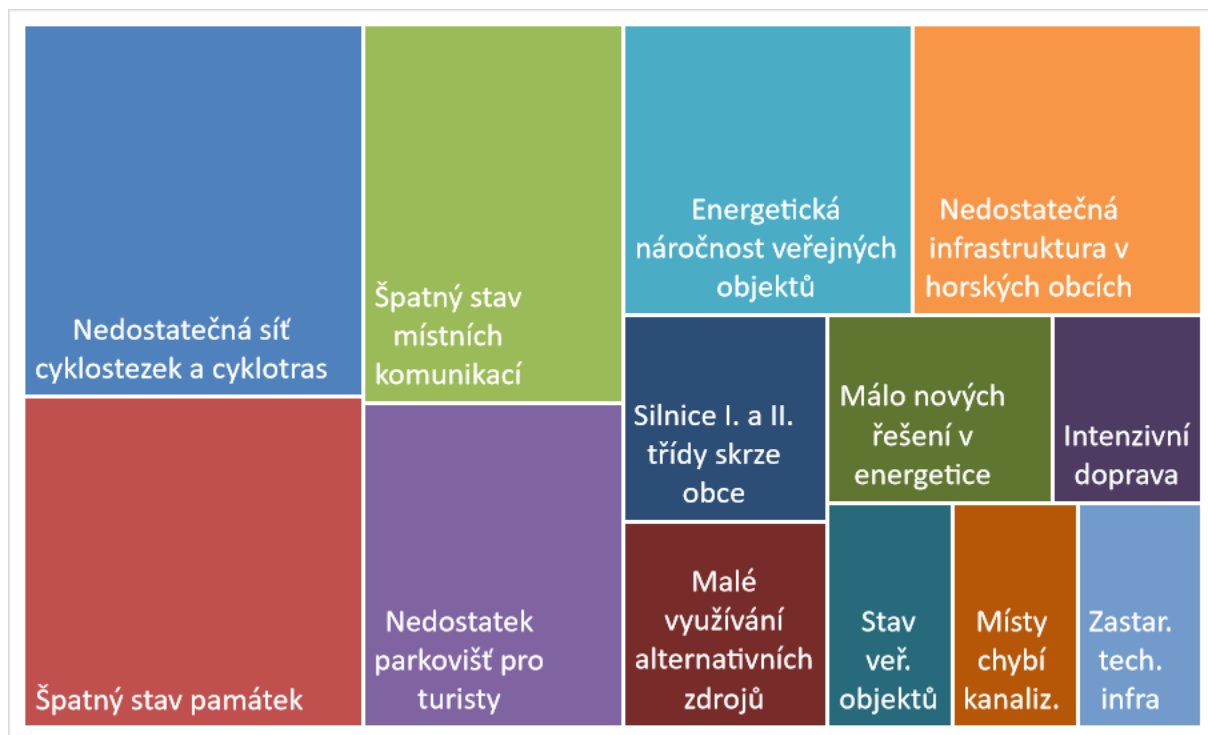 Nedostatečná síť
cyklostezek a cyklotras
Špatný stav památek
Špatný stav
místních
komunikací
Nedostatek
parkovišť pro
turisty
Energetická
náročnost veřejných
objektů
Nedostatečná
infrastruktura v
horských obcích
Silnice I. a II.
třídy skrze
obce
Malé
využívání
alternativních
zdrojů
Málo nových
řešení v
energetice
Intenzivní
doprava
Stav
veř.
objektů
Místy
chybí
kanaliz.
Zastar.
tech.
infra